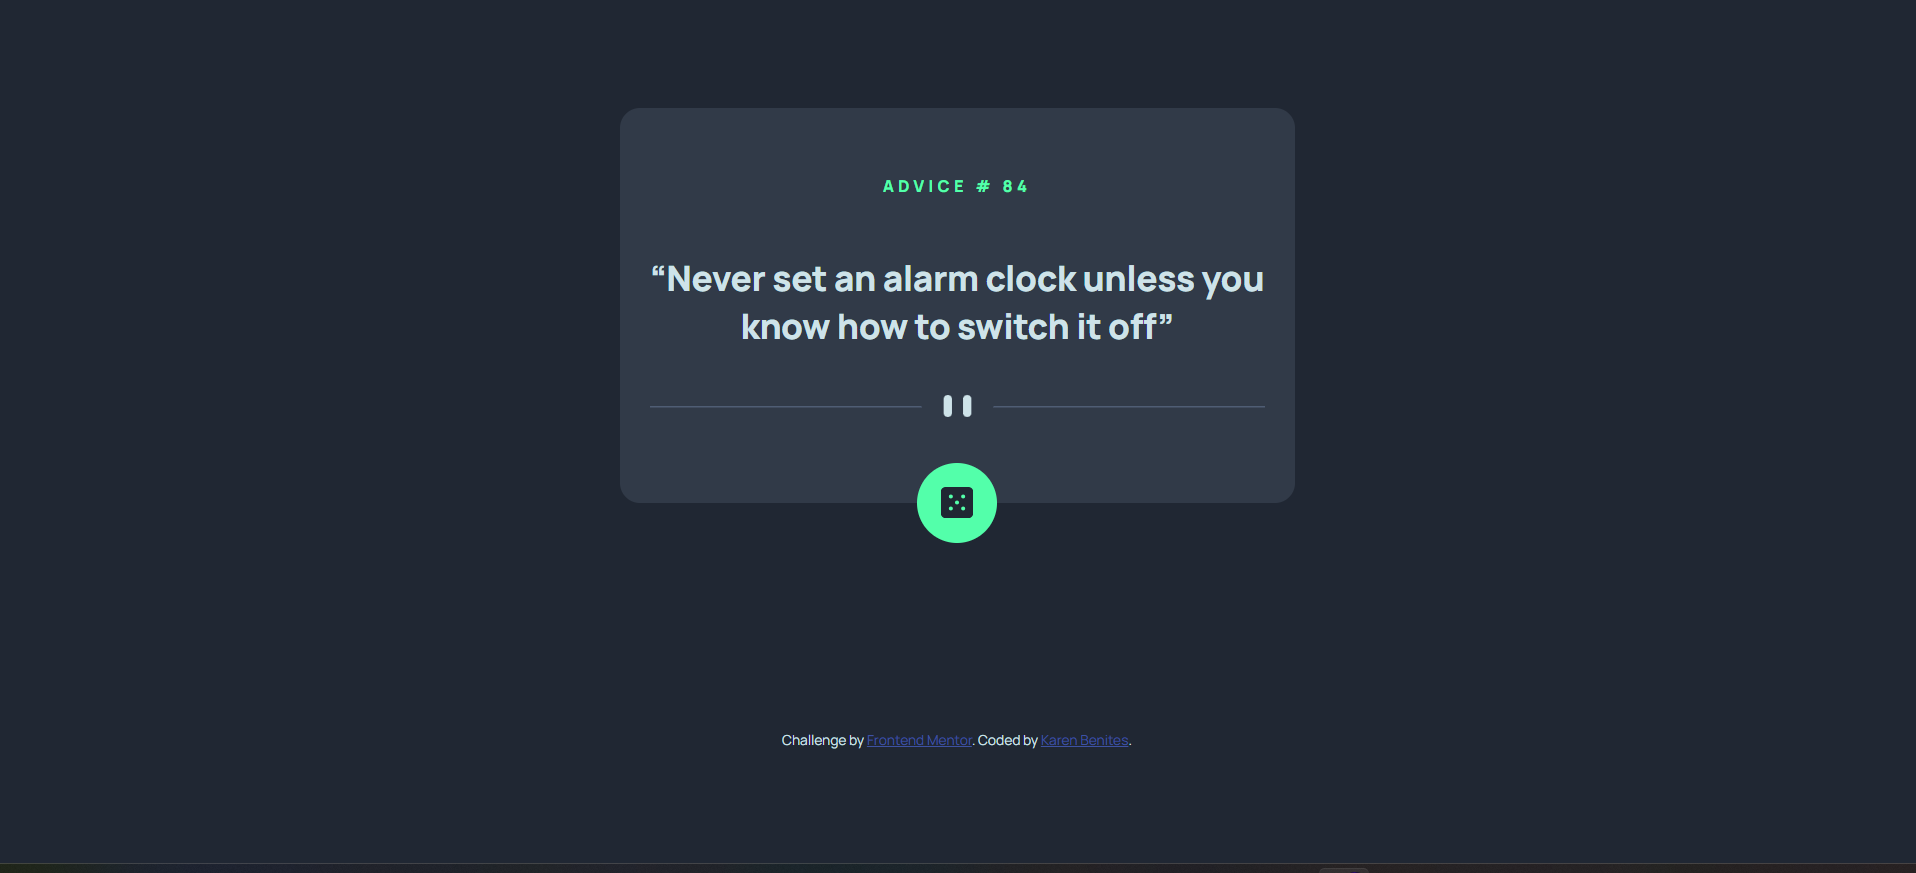 ADVICE # 84
“Never set an alarm clock unless you
know how to switch it off”
Challenge by Frontend Mentor. Coded by Karen Benites.